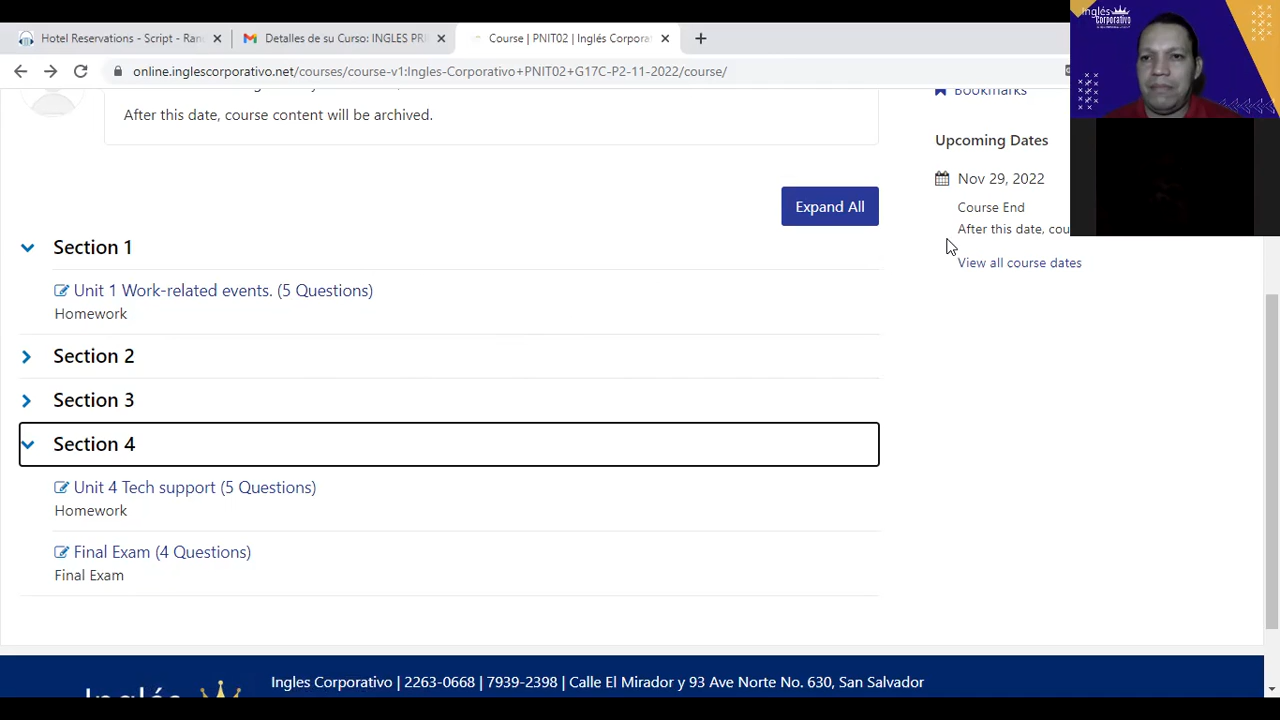 Hotel Reservations - Script - Ran
Detalles de su Curso: INGLES PR
Course | PNIT02 | Inglés Corpora
online.inglescorporativo.net/courses/course-v1:Ingles-Corporativo+PNIT02+G17C-P2-11-2022/course/
Inglés
Corporativo
Bookmarks
After this date, course content will be archived.
Upcoming Dates
Nov 29, 2022
Course End
After this date, cou
View all course dates
Expand All
Section 1
Unit 1 Work-related events. (5 Questions)
Homework
Section 2
Section 3
Section 4
Unit 4 Tech support (5 Questions)
Homework
Final Exam (4 Questions)
Final Exam
Inglés
Ingles Corporativo | 2263-0668 | 7939-2398 | Calle El Mirador y 93 Ave Norte No. 630, San Salvador